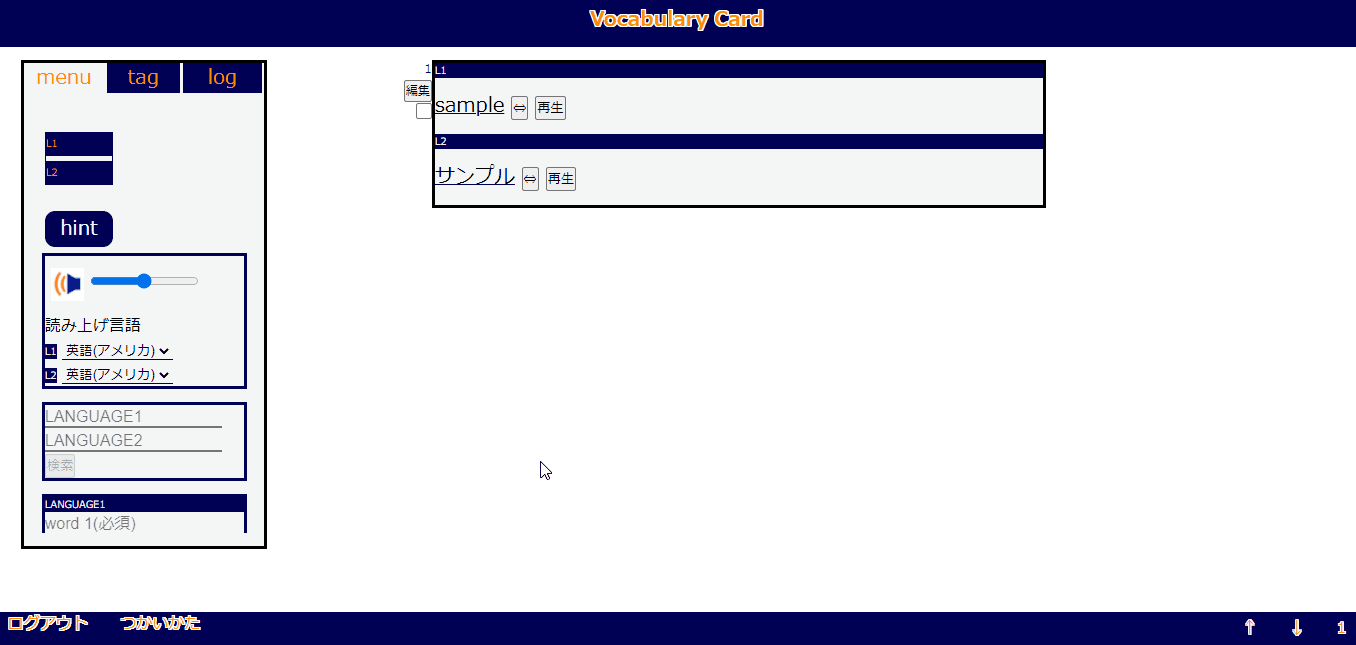 Vocabulary Card
menu tag log
L1
L2
hint
読み上げ言語
L1 英語(アメリカ)
L2 英語(アメリカ)
LANGUAGE1
LANGUAGE2
検索
LANGUAGE1
word 1(必須)
1
編集
L1
sample ⇔ 再生
L2
サンプル ⇔ 再生
ログアウト つかいかた ↑ ↓ 1